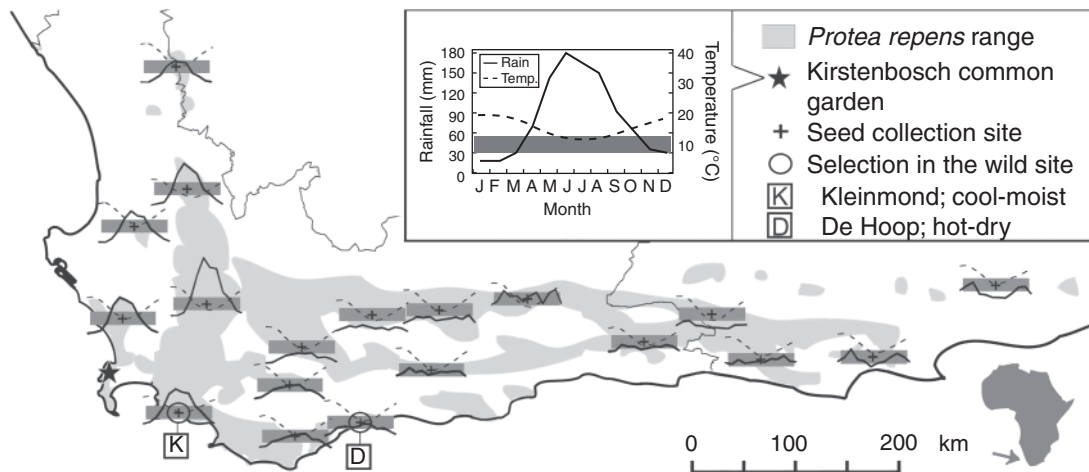 180
150
120
90
60
30
0
Rainfall (mm)
Rain
Temp.
40
30
20
10
Temperature (°C)
J F M A M J J A S O N D
Month
Protea repens range
Kirstenbosch common
garden
Seed collection site
Selection in the wild site
K Kleinmond; cool-moist
D De Hoop; hot-dry
K
D
0 100 200 km